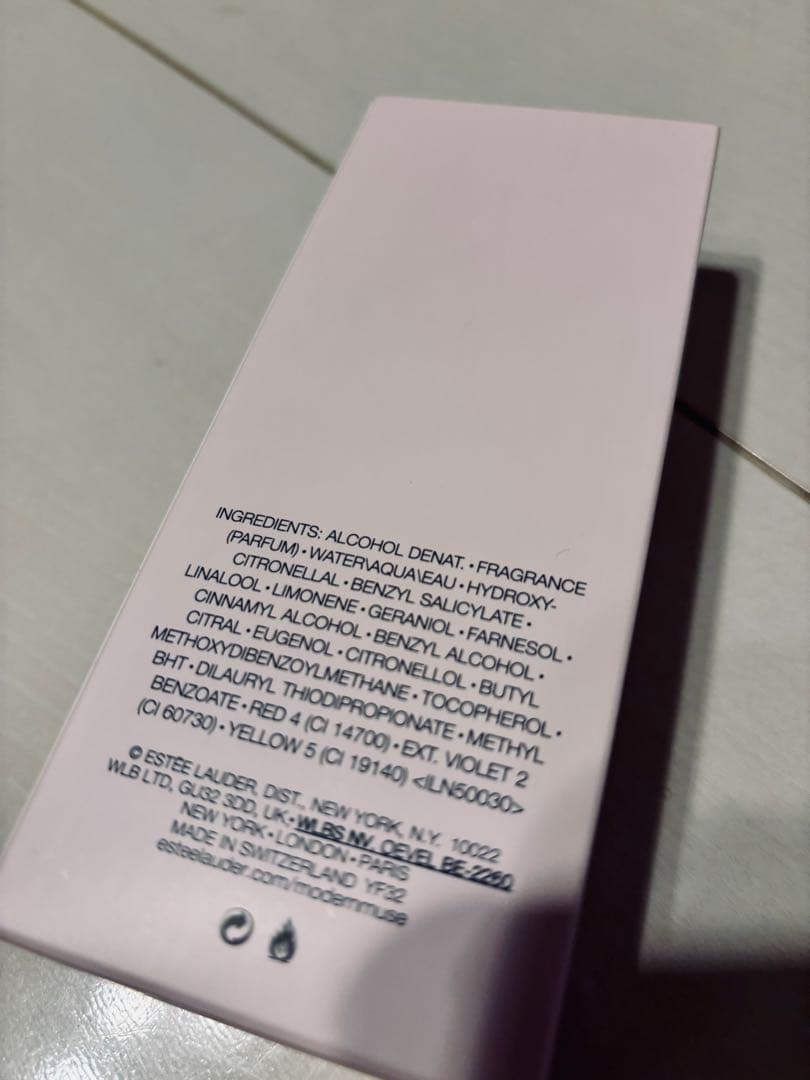 INGREDIENTS: ALCOHOL DENAT. • FRAGRANCE
(PARFUM) • WATER\AQUA\EAU • HYDROXY-
CITRONELLAL • BENZYL SALICYLATE •
LINALOOL • LIMONENE • GERANIOL • FARNESOL •
CINNAMYL ALCOHOL • BENZYL ALCOHOL •
CITRAL • EUGENOL • CITRONELLOL • BUTYL
METHOXYDIBENZOYLMETHANE • TOCOPHEROL •
BHT • DILAURYL THIODIPROPIONATE • METHYL
BENZOATE • RED 4 (CI 14700) • EXT. VIOLET 2
(CI 60730) • YELLOW 5 (CI 19140) <ILN50030>
© ESTĒE LAUDER, DIST., NEW YORK, N.Y. 10022
WLB LTD, GU32 3DD, UK • WLBS NV, OEVEL BE-2260
NEW YORK • LONDON • PARIS
MADE IN SWITZERLAND YF32
esteelauder.com/modernmuse